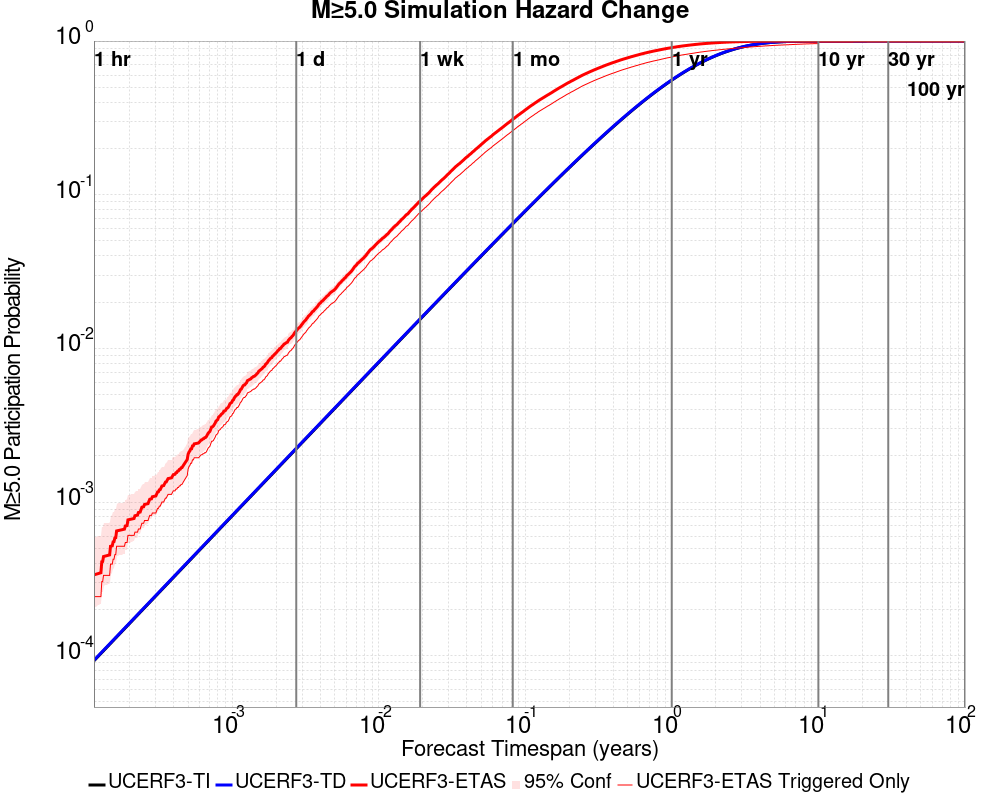 M≥5.0 Simulation Hazard Change
10^0
1 hr
1 d
1 wk
1 mo
1 yr
10 yr
30 yr
100 yr
10^-1
10^-2
10^-3
10^-4
M≥5.0 Participation Probability
10^-3
10^-2
10^-1
10^0
10^1
10^2
Forecast Timespan (years)
UCERF3-TI UCERF3-TD UCERF3-ETAS 95% Conf UCERF3-ETAS Triggered Only